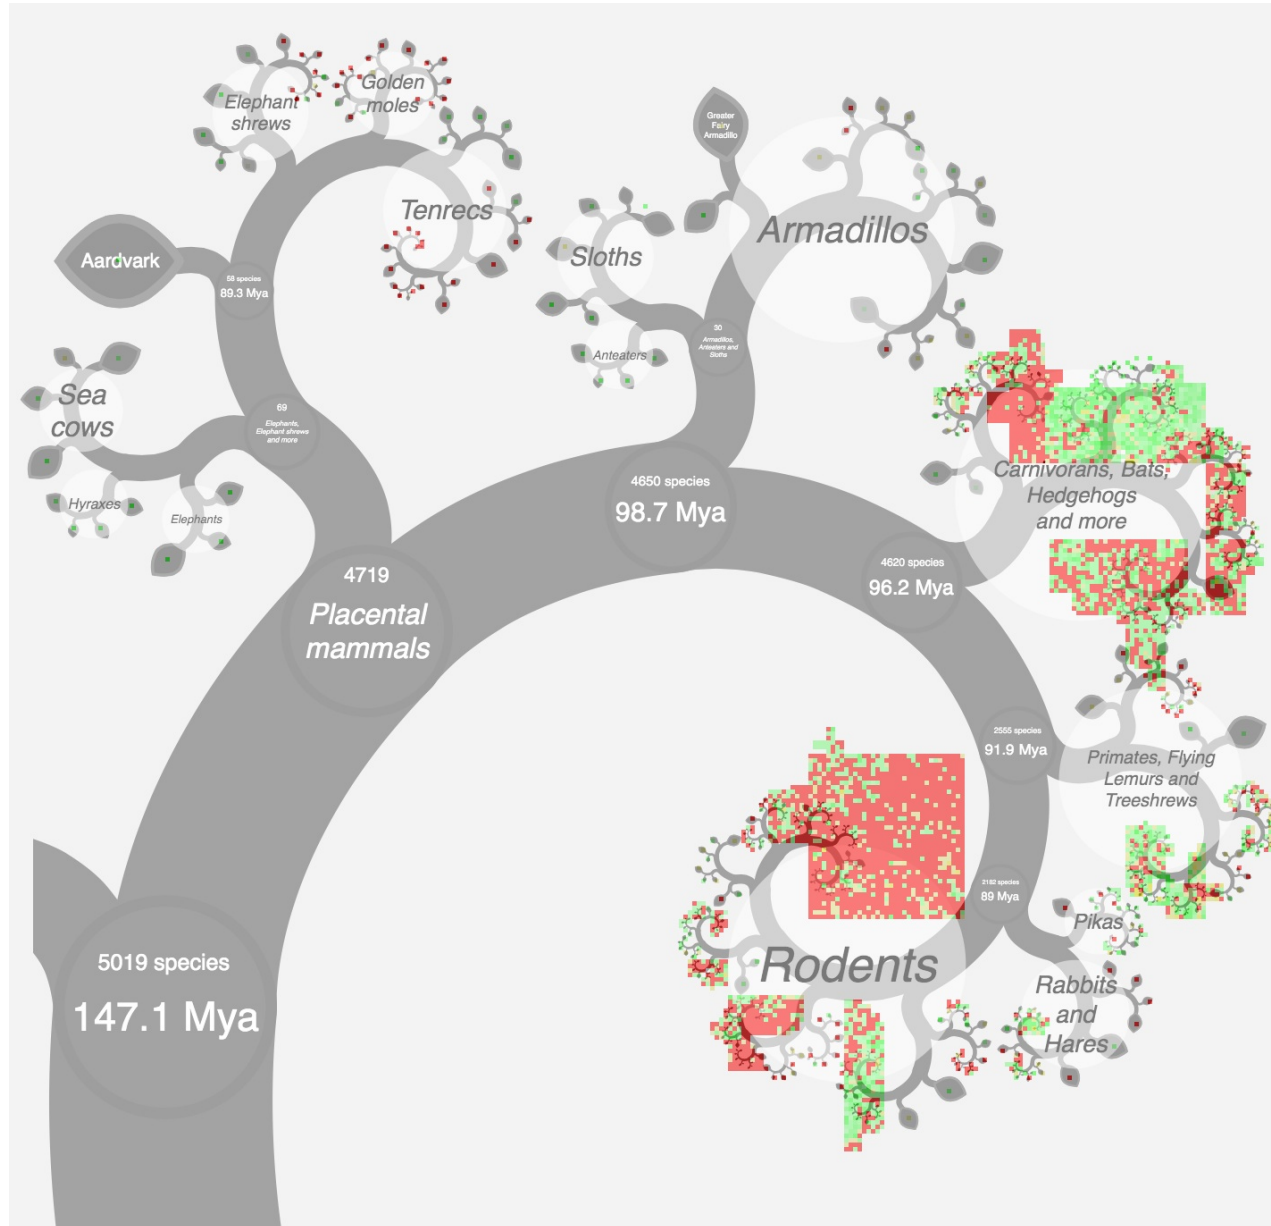 Elephant
shrews
Golden
moles
Tenrecs
Aardvark
58 species
89.3 Mya
Sea
cows
Hyraxes
Elephants
69
Elephants,
Elephant shrews
and more
Greater
Fairy
Armadillo
Armadillos
Sloths
Anteaters
30
Armadillos,
Anteaters and
Sloths
4650 species
98.7 Mya
4719
Placental
mammals
4620 species
96.2 Mya
Carnivorans, Bats,
Hedgehogs
and more
2555 species
91.9 Mya
Primates, Flying
Lemurs and
Treeshrews
2182 species
89 Mya
Pikas
Rabbits
and
Hares
Rodents
5019 species
147.1 Mya